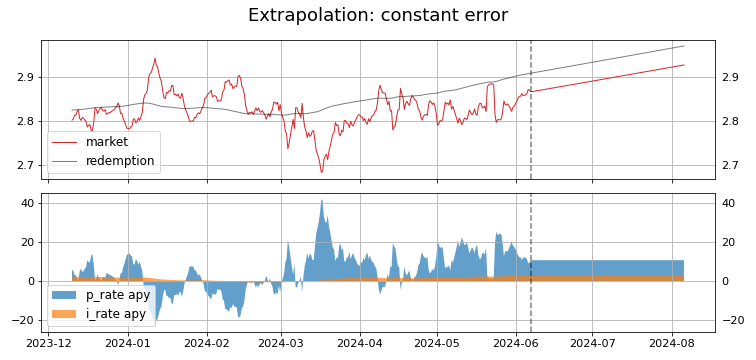 Extrapolation: constant error
2.9
2.8
2.7
2.9
2.8
2.7
market
redemption
40
20
0
−20
40
20
0
−20
p_rate apy
i_rate apy
2023-12 2024-01 2024-02 2024-03 2024-04 2024-05 2024-06 2024-07 2024-08